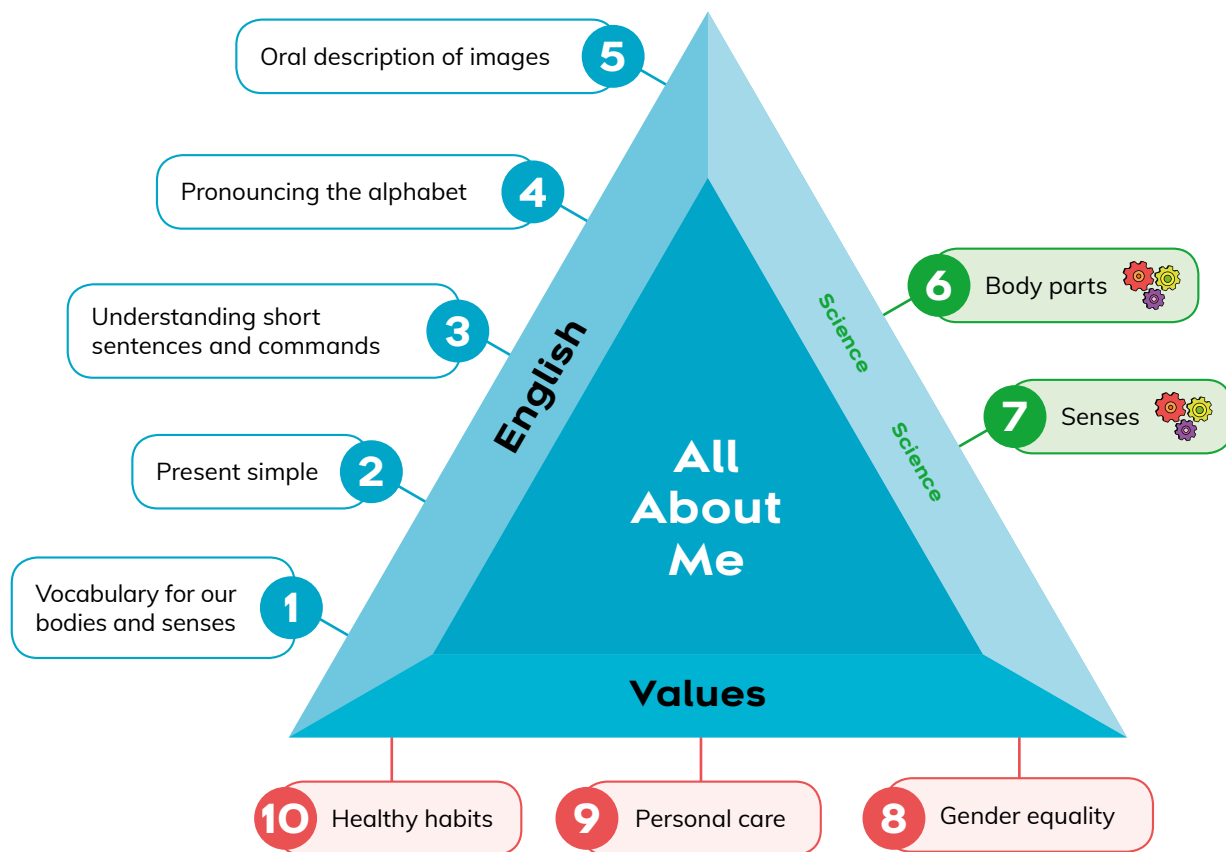 5
Oral description of images
4
Pronouncing the alphabet
3
Understanding short
sentences and commands
2
Present simple
1
Vocabulary for our
bodies and senses
English
Science
Science
6
Body parts
7
Senses
All
About
Me
Values
10
Healthy habits
9
Personal care
8
Gender equality